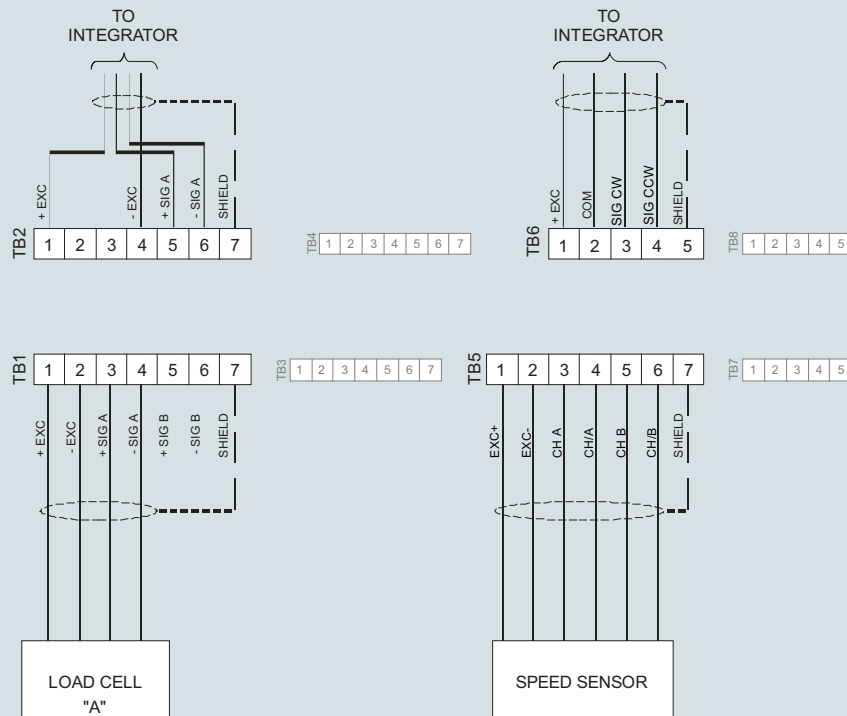 TO
INTEGRATOR
TO
INTEGRATOR
+ EXC
- EXC
+ SIG A
- SIG A
SHIELD
+ EXC
COM
SIG CW
SIG CCW
SHIELD
TB2 1 2 3 4 5 6 7
TB4 1 2 3 4 5 6 7
TB6 1 2 3 4 5
TB8 1 2 3 4 5
TB1 1 2 3 4 5 6 7
TB3 1 2 3 4 5 6 7
TB5 1 2 3 4 5 6 7
TB7 1 2 3 4 5
+ EXC
- EXC
+ SIG A
- SIG A
+ SIG B
- SIG B
SHIELD
EXC+
EXC-
CH A
CH/A
CH B
CH/B
SHIELD
LOAD CELL
"A"
SPEED SENSOR